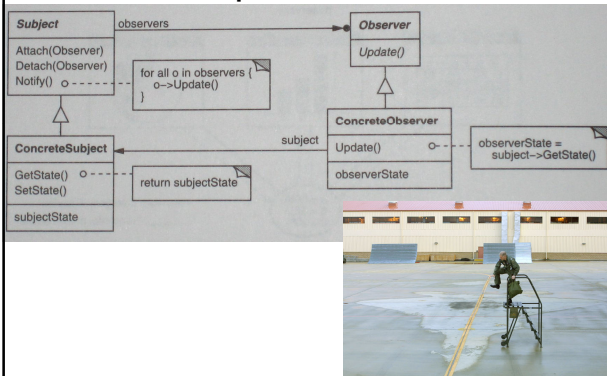 Subject
observers
Observer
Attach(Observer)
Detach(Observer)
Notify()
for all o in observers {
o->Update()
}
Update()
ConcreteSubject
subject
ConcreteObserver
GetState()
SetState()
return subjectState
Update()
observerState =
subject->GetState()
subjectState
observerState